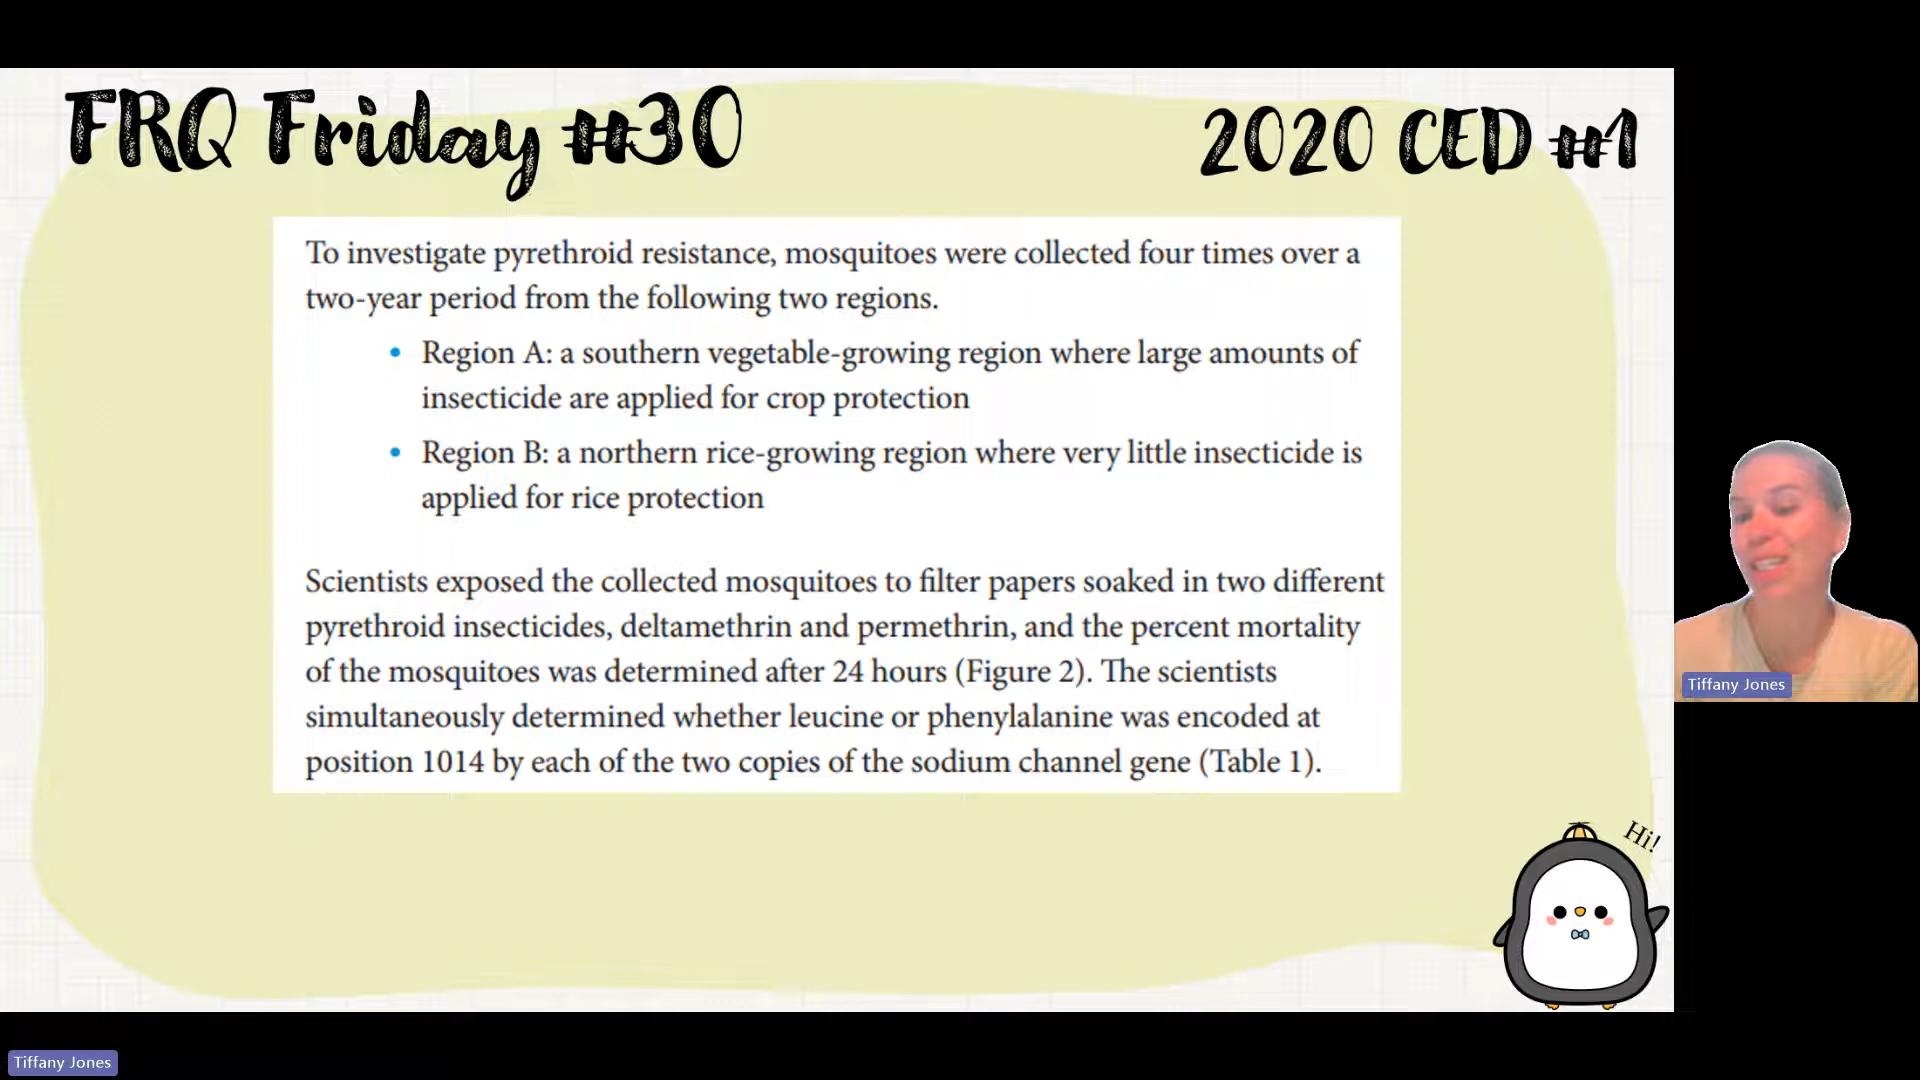 FRQ Friday #30
2020 CED #1
To investigate pyrethroid resistance, mosquitoes were collected four times over a
two-year period from the following two regions.
• Region A: a southern vegetable-growing region where large amounts of
insecticide are applied for crop protection
• Region B: a northern rice-growing region where very little insecticide is
applied for rice protection
Scientists exposed the collected mosquitoes to filter papers soaked in two different
pyrethroid insecticides, deltamethrin and permethrin, and the percent mortality
of the mosquitoes was determined after 24 hours (Figure 2). The scientists
simultaneously determined whether leucine or phenylalanine was encoded at
position 1014 by each of the two copies of the sodium channel gene (Table 1).
Hi!
Tiffany Jones
Tiffany Jones